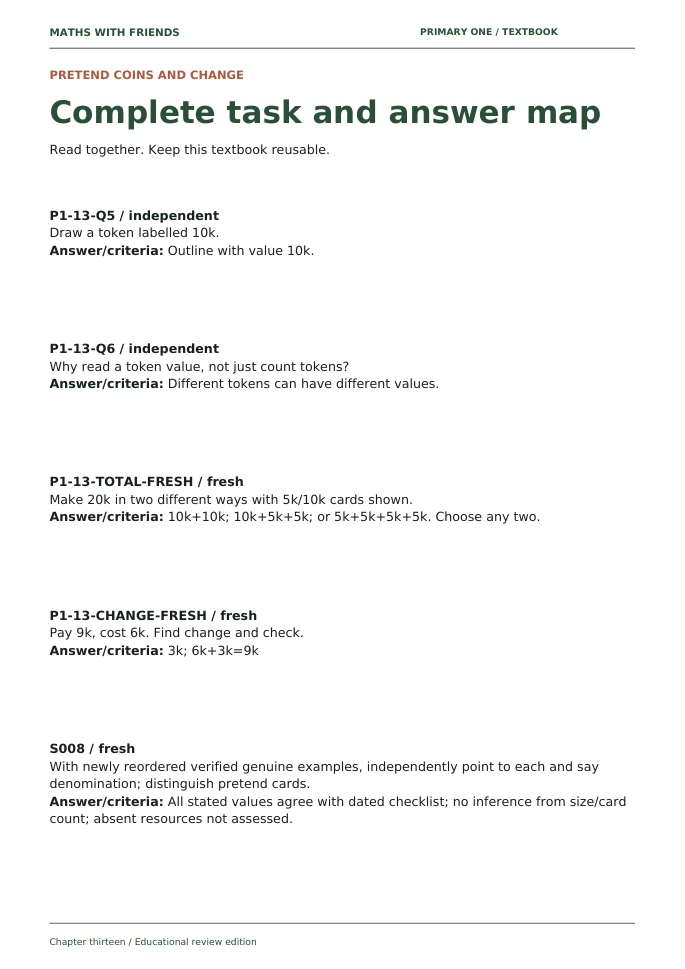 MATHS WITH FRIENDS
PRIMARY ONE / TEXTBOOK
PRETEND COINS AND CHANGE
Complete task and answer map
Read together. Keep this textbook reusable.
P1-13-Q5 / independent
Draw a token labelled 10k.
Answer/criteria: Outline with value 10k.
P1-13-Q6 / independent
Why read a token value, not just count tokens?
Answer/criteria: Different tokens can have different values.
P1-13-TOTAL-FRESH / fresh
Make 20k in two different ways with 5k/10k cards shown.
Answer/criteria: 10k+10k; 10k+5k+5k; or 5k+5k+5k+5k. Choose any two.
P1-13-CHANGE-FRESH / fresh
Pay 9k, cost 6k. Find change and check.
Answer/criteria: 3k; 6k+3k=9k
S008 / fresh
With newly reordered verified genuine examples, independently point to each and say
denomination; distinguish pretend cards.
Answer/criteria: All stated values agree with dated checklist; no inference from size/card
count; absent resources not assessed.
Chapter thirteen / Educational review edition